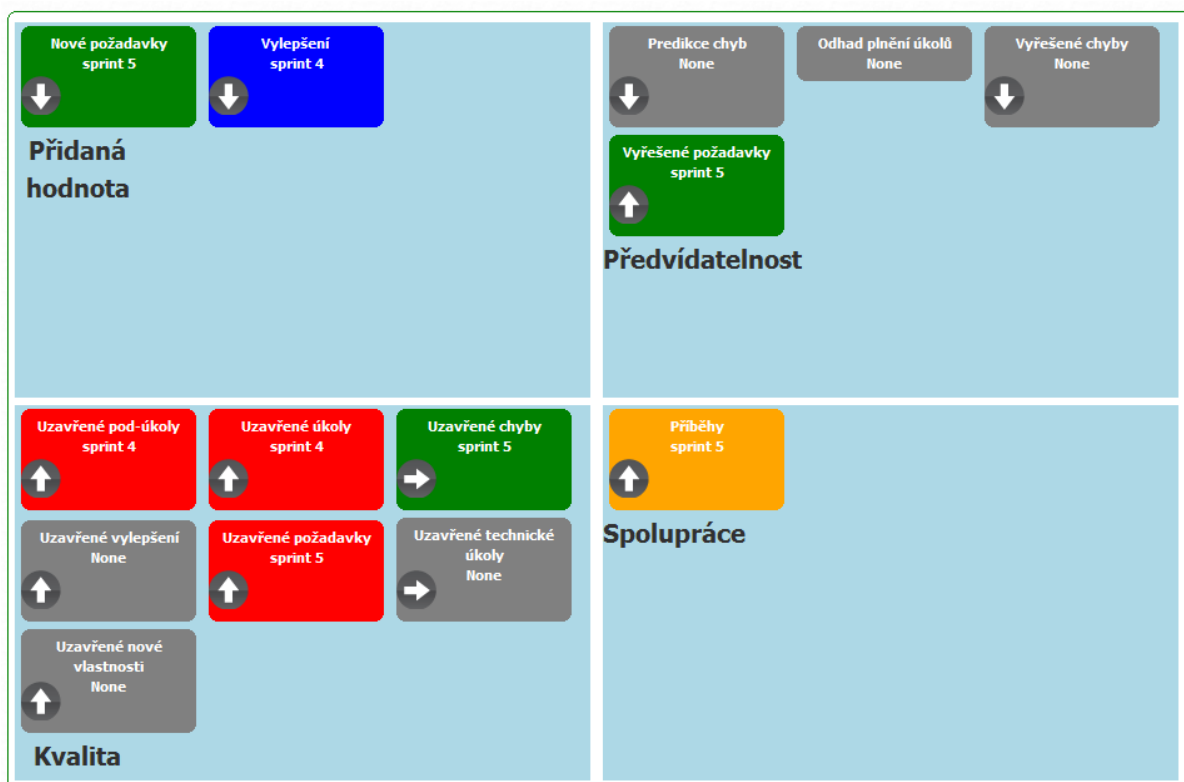 Nové požadavky
sprint 5
Vylepšení
sprint 4
Přidaná
hodnota
Predikce chyb
None
Odhad plnění úkolů
None
Vyřešené chyby
None
Vyřešené požadavky
sprint 5
Předvídatelnost
Uzavřené pod-úkoly
sprint 4
Uzavřené úkoly
sprint 4
Uzavřené chyby
sprint 5
Uzavřené vylepšení
None
Uzavřené požadavky
sprint 5
Uzavřené technické
úkoly
None
Uzavřené nové
vlastnosti
None
Kvalita
Příběhy
sprint 5
Spolupráce